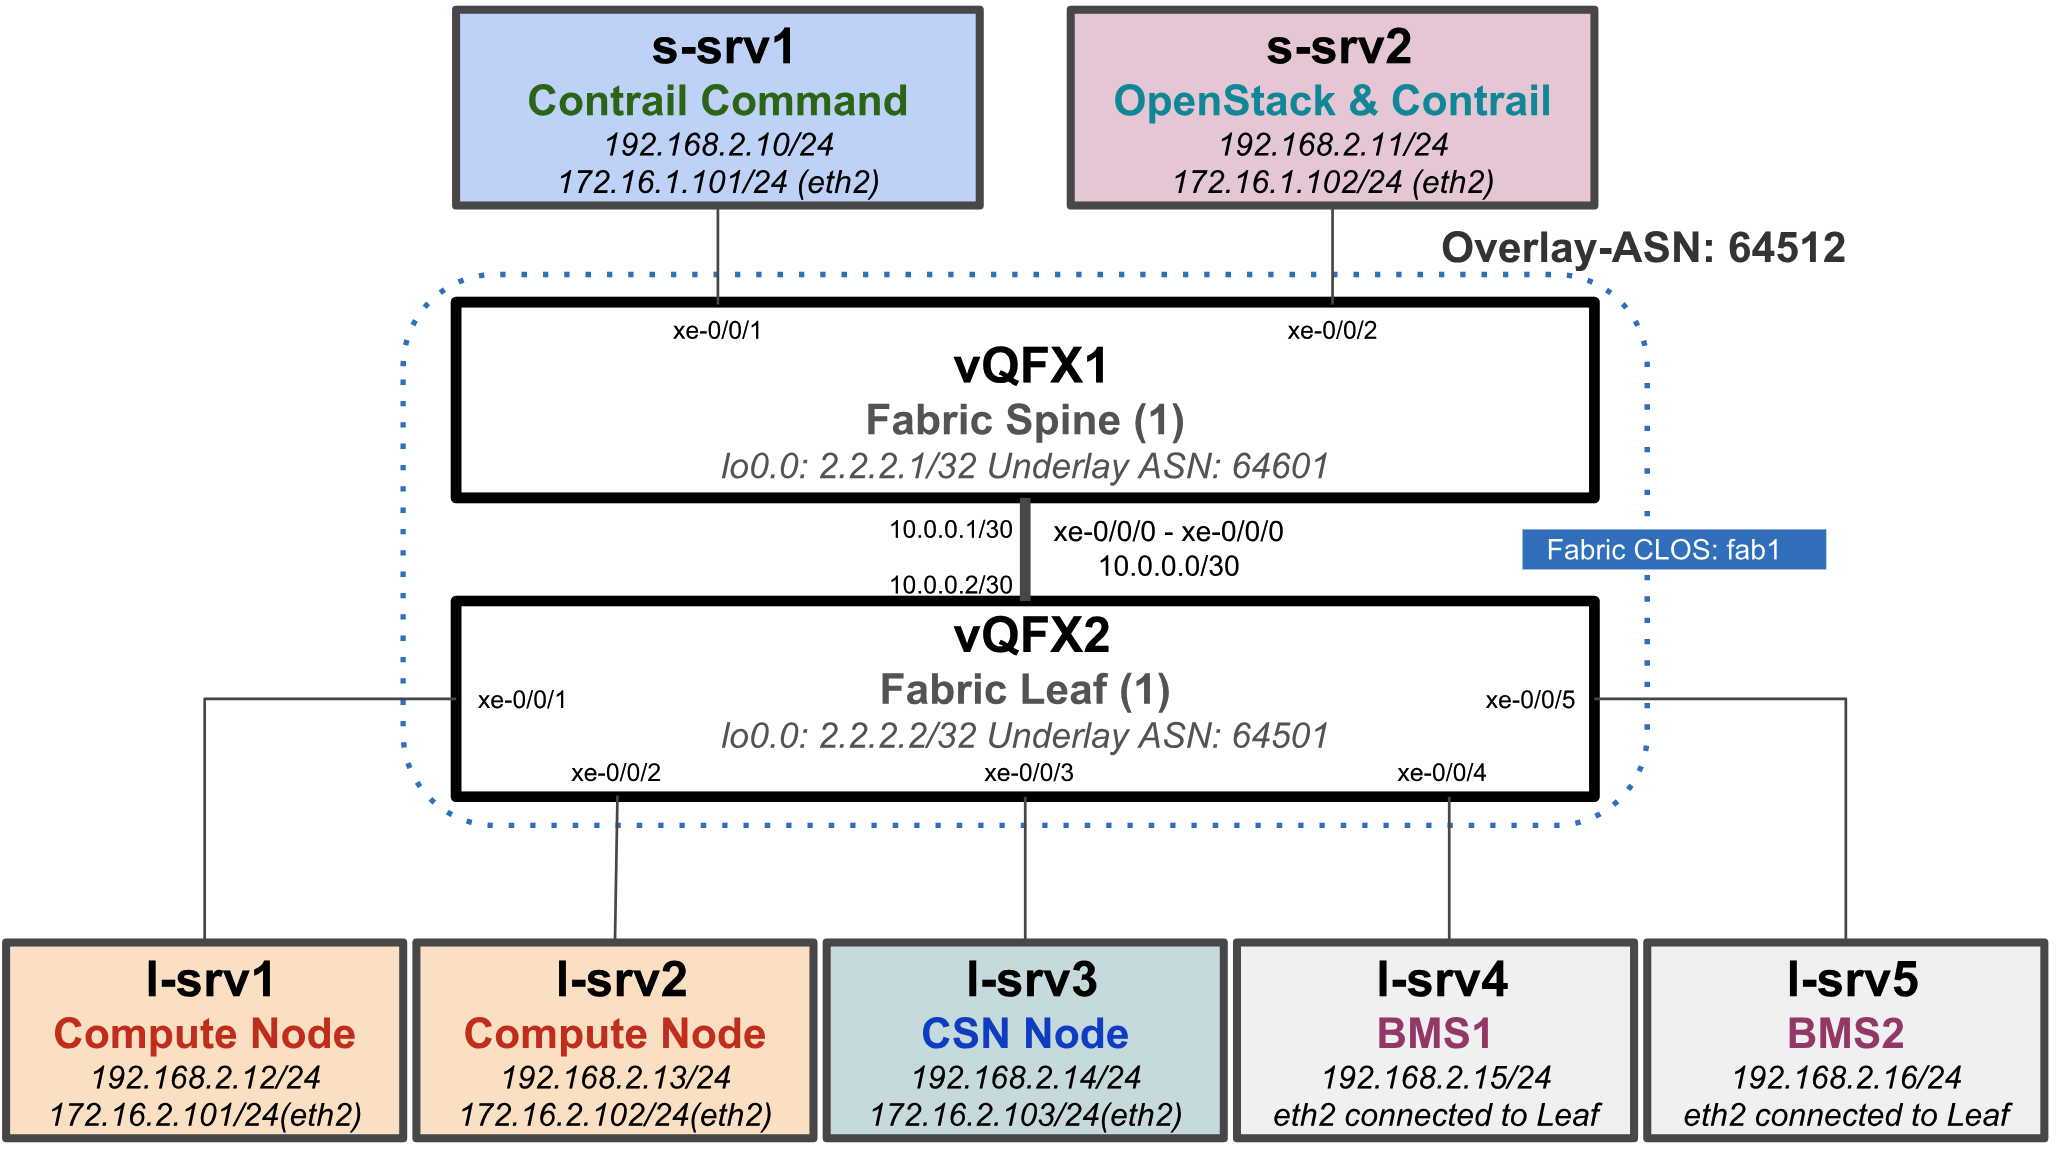 s-srv1
Contrail Command
192.168.2.10/24
172.16.1.101/24 (eth2)
s-srv2
OpenStack & Contrail
192.168.2.11/24
172.16.1.102/24 (eth2)
Overlay-ASN: 64512
xe-0/0/1
xe-0/0/2
vQFX1
Fabric Spine (1)
lo0.0: 2.2.2.1/32 Underlay ASN: 64601
10.0.0.1/30
xe-0/0/0 - xe-0/0/0
10.0.0.0/30
10.0.0.2/30
Fabric CLOS: fab1
vQFX2
Fabric Leaf (1)
lo0.0: 2.2.2.2/32 Underlay ASN: 64501
xe-0/0/1
xe-0/0/5
xe-0/0/2
xe-0/0/3
xe-0/0/4
l-srv1
Compute Node
192.168.2.12/24
172.16.2.101/24(eth2)
l-srv2
Compute Node
192.168.2.13/24
172.16.2.102/24(eth2)
l-srv3
CSN Node
192.168.2.14/24
172.16.2.103/24(eth2)
l-srv4
BMS1
192.168.2.15/24
eth2 connected to Leaf
l-srv5
BMS2
192.168.2.16/24
eth2 connected to Leaf